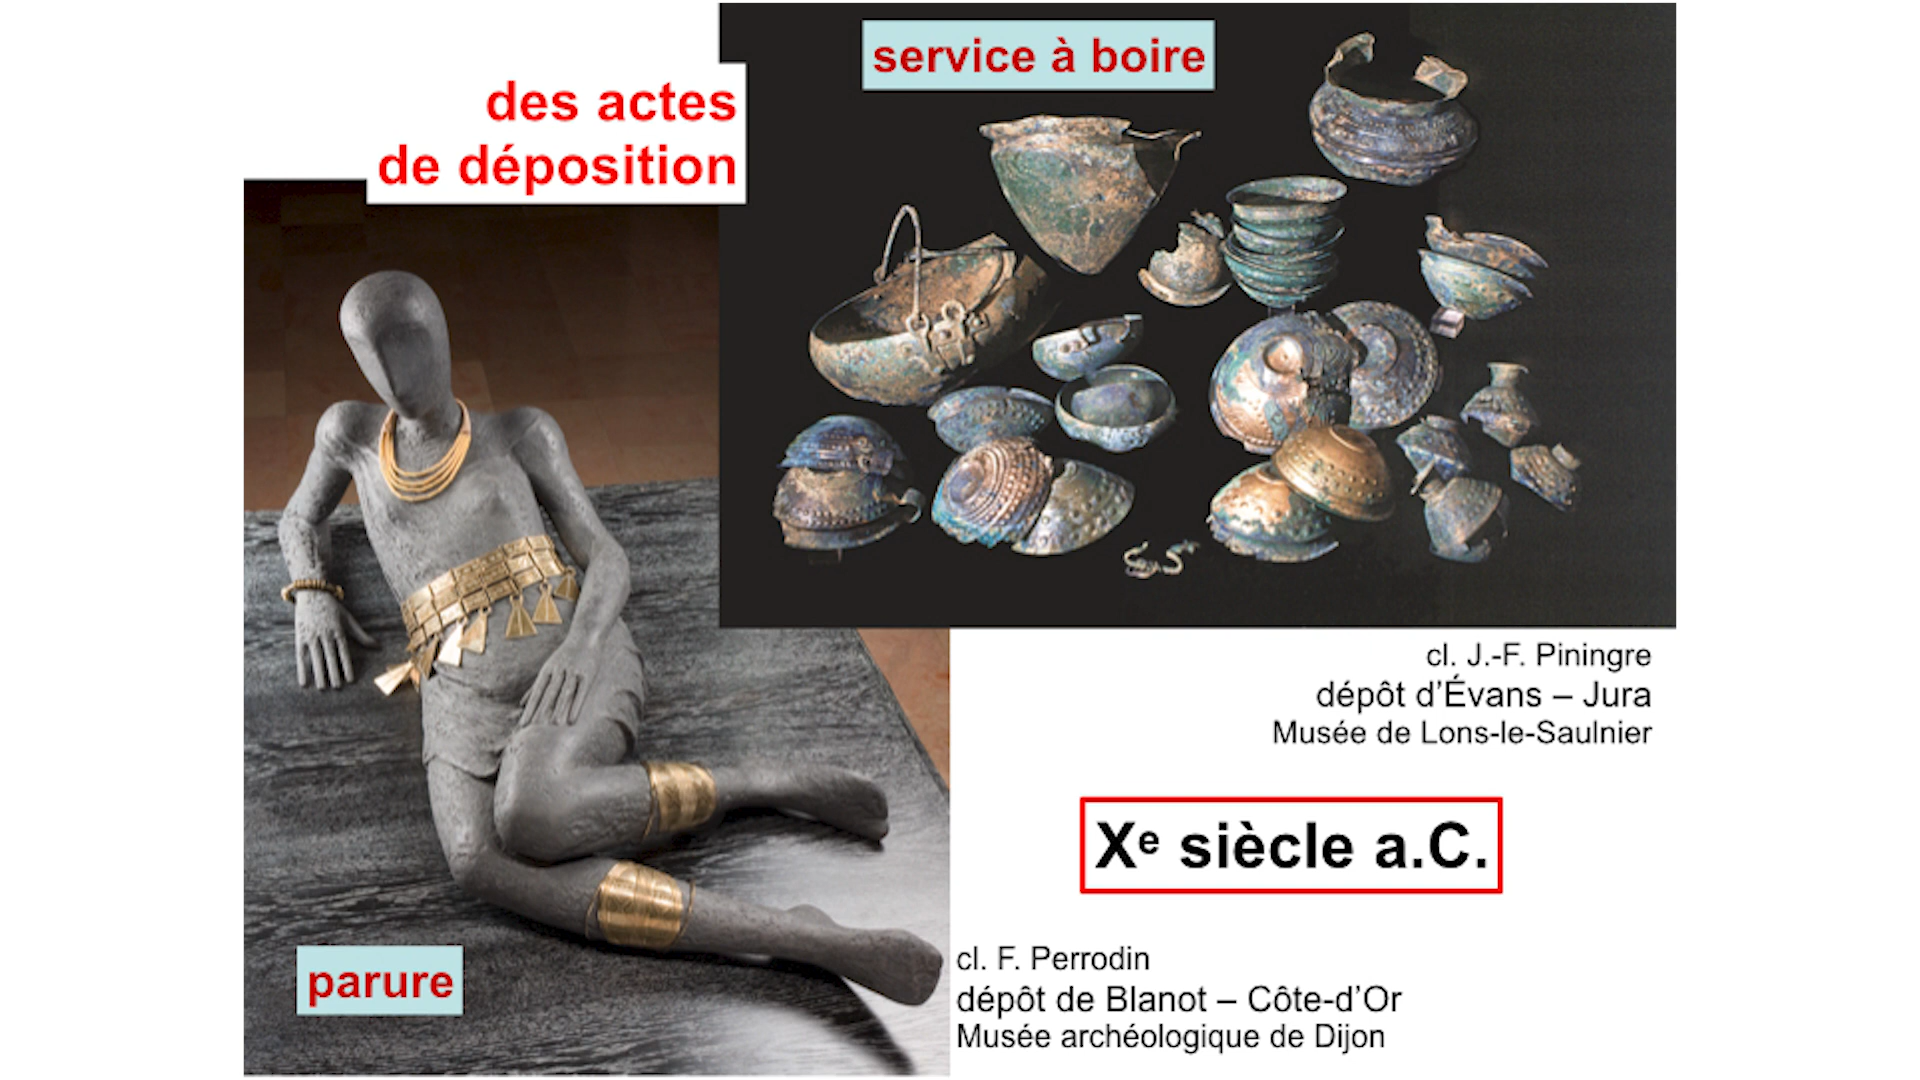 service à boire
des actes
de déposition
cl. J.-F. Piningre
dépôt d’Évans – Jura
Musée de Lons-le-Saulnier
Xe siècle a.C.
parure
cl. F. Perrodin
dépôt de Blanot – Côte-d’Or
Musée archéologique de Dijon